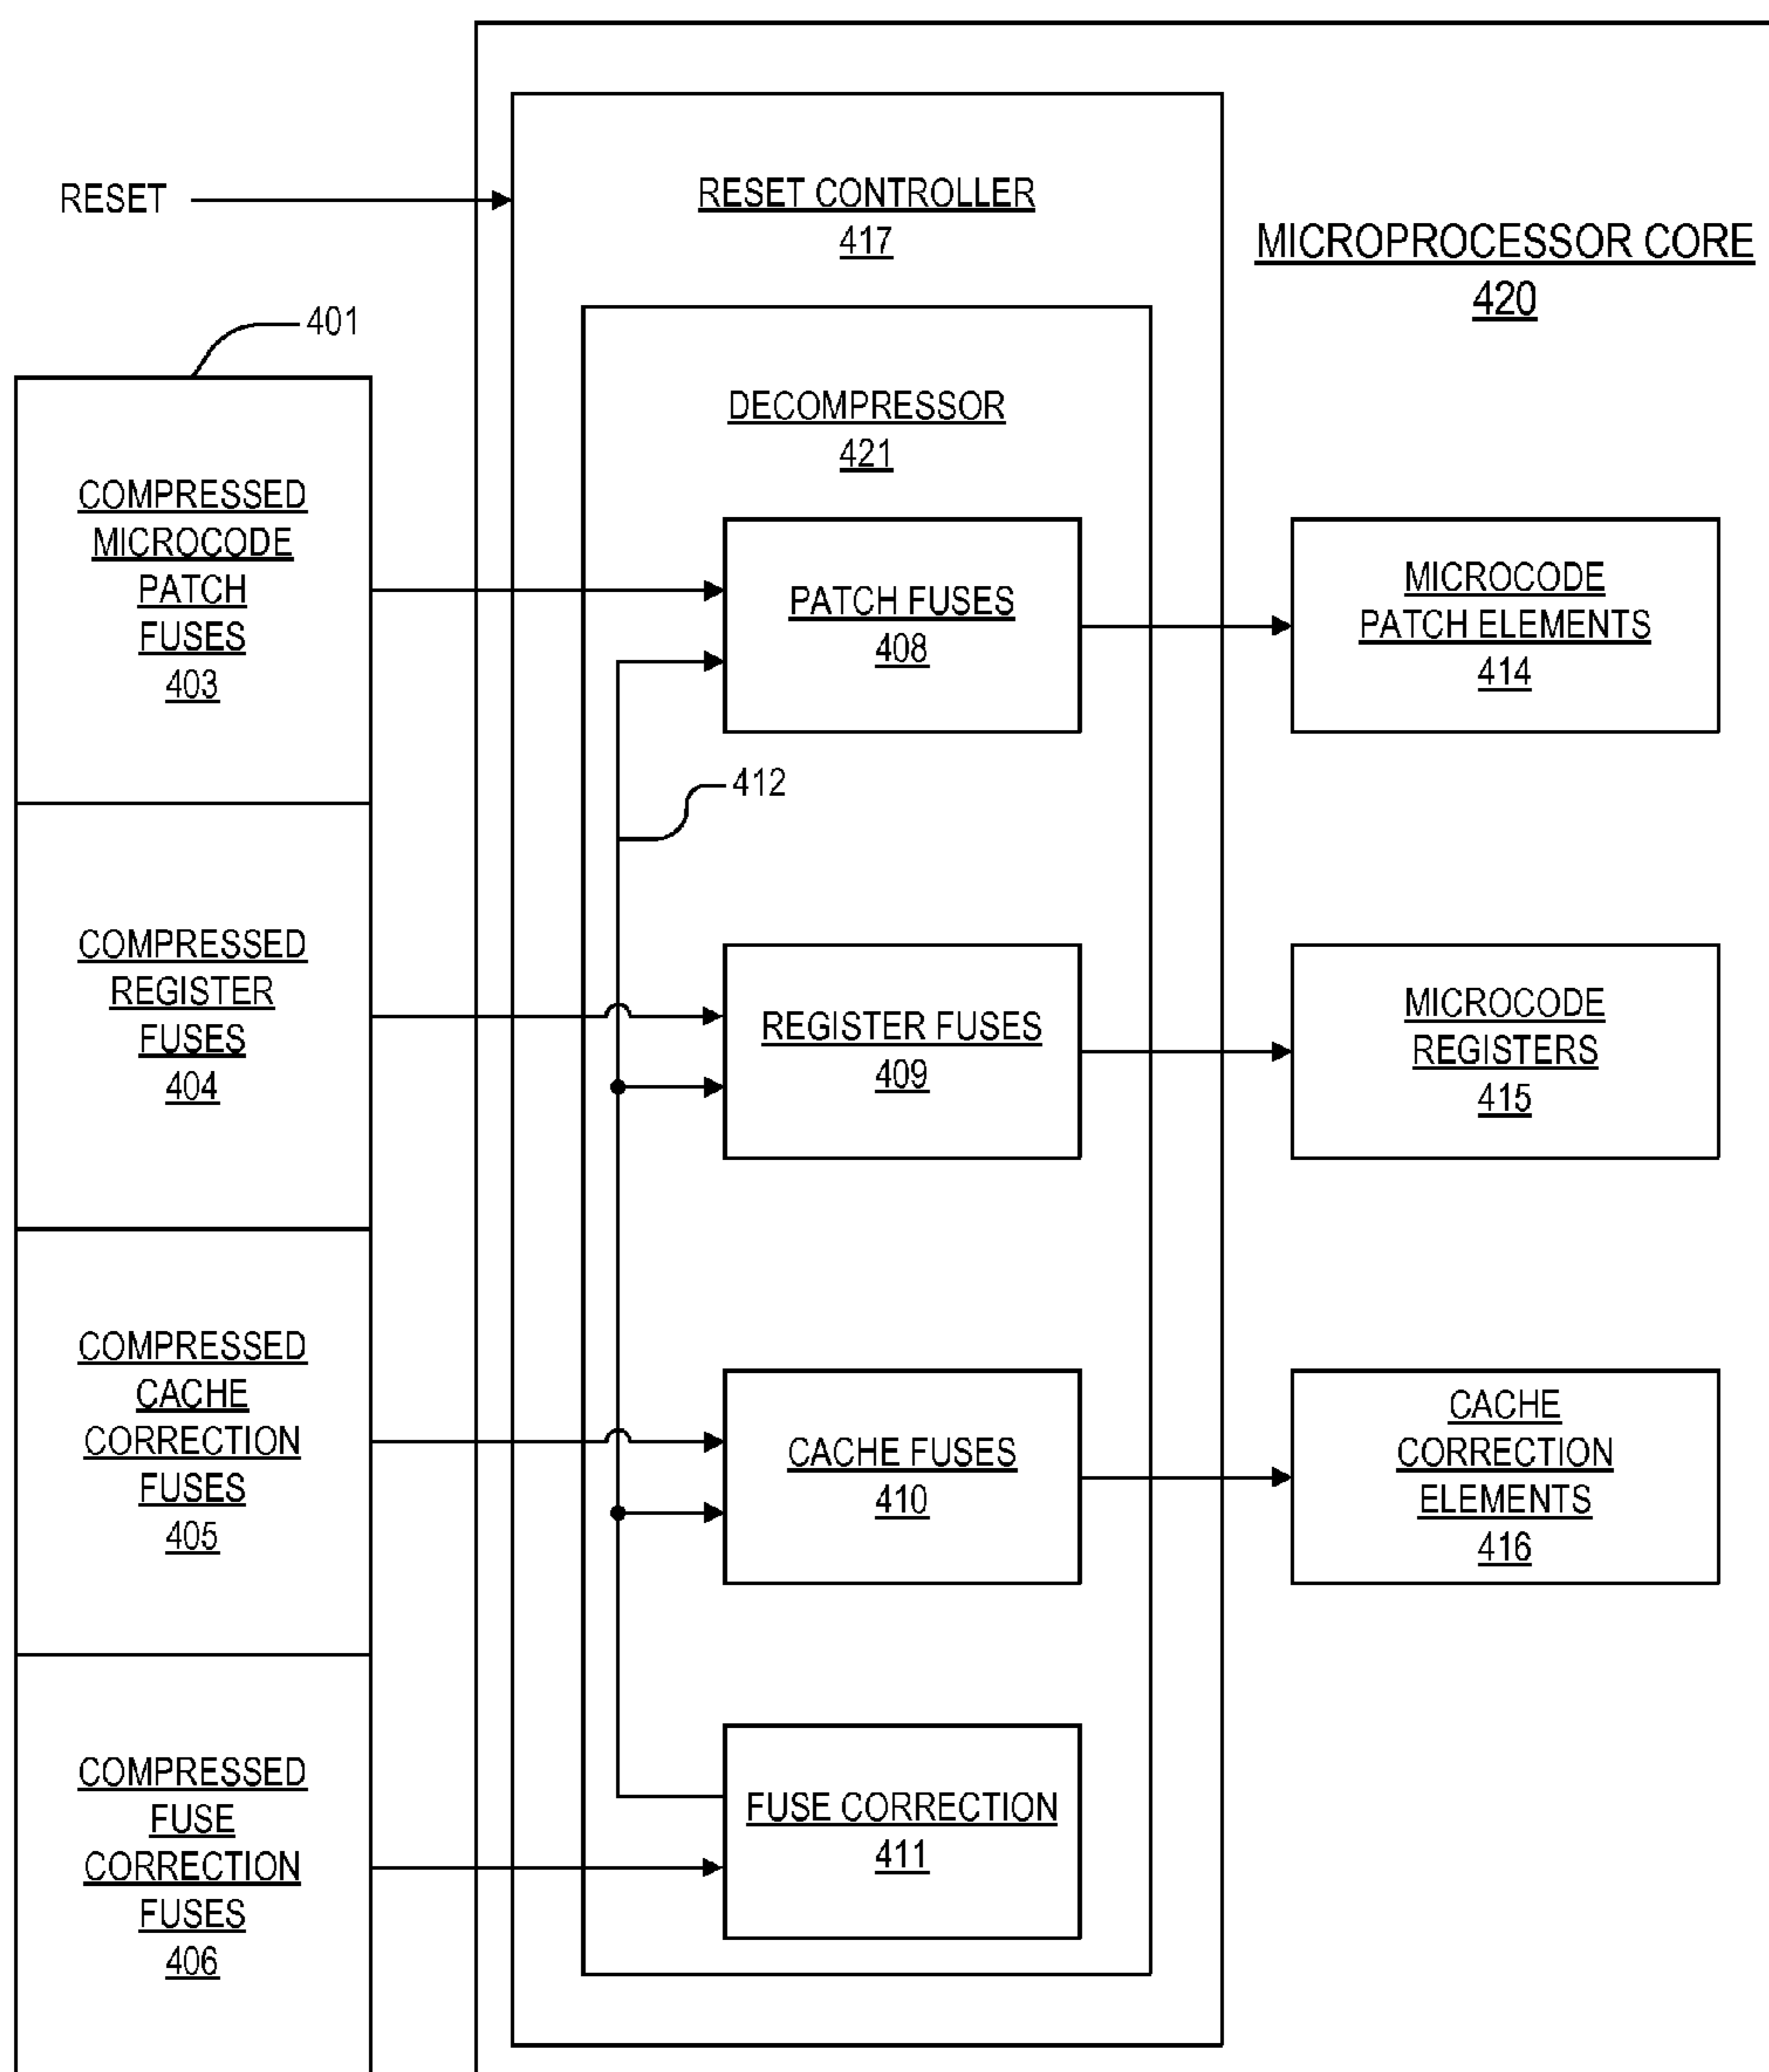 RESET
RESET CONTROLLER
417
MICROPROCESSOR CORE
420
401
DECOMPRESSOR
421
COMPRESSED
MICROCODE
PATCH
FUSES
403
PATCH FUSES
408
MICROCODE
PATCH ELEMENTS
414
412
COMPRESSED
REGISTER
FUSES
404
REGISTER FUSES
409
MICROCODE
REGISTERS
415
COMPRESSED
CACHE
CORRECTION
FUSES
405
CACHE FUSES
410
CACHE
CORRECTION
ELEMENTS
416
COMPRESSED
FUSE
CORRECTION
FUSES
406
FUSE CORRECTION
411